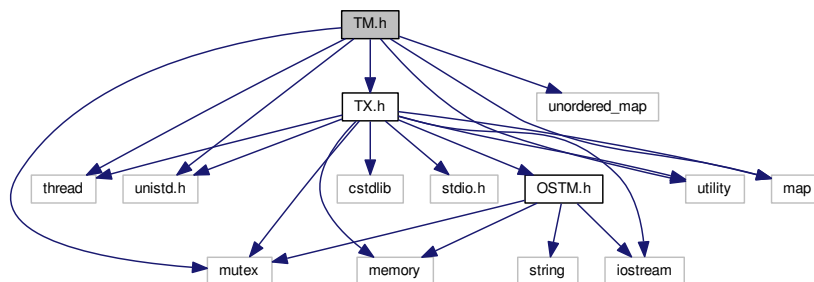 TM.h
TX.h
unordered_map
thread
unistd.h
cstdlib
stdio.h
OSTM.h
utility
map
mutex
memory
string
iostream